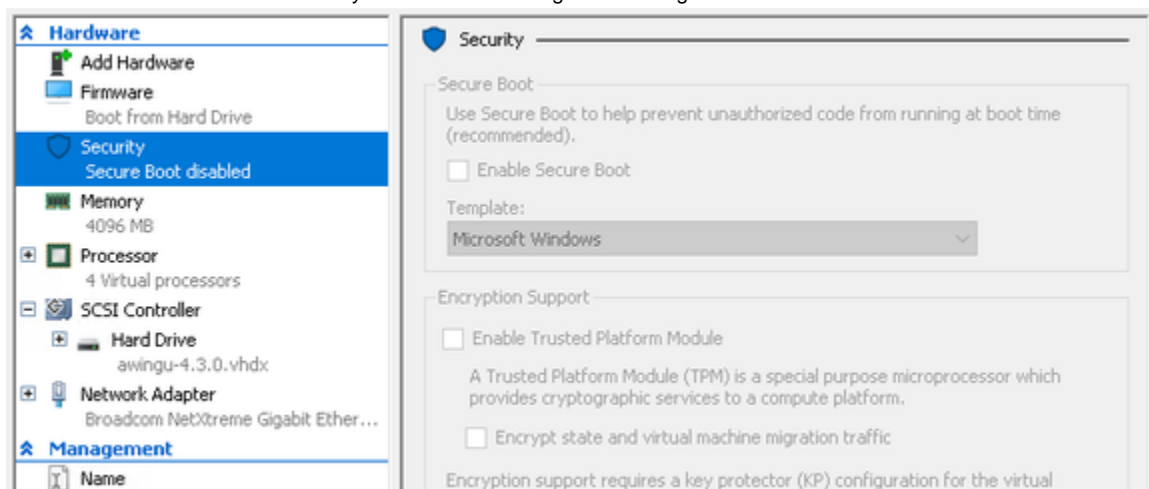 Hardware
Add Hardware
Firmware
Boot from Hard Drive
Security
Secure Boot disabled
Memory
4096 MB
Processor
4 Virtual processors
SCSI Controller
Hard Drive
awingu-4.3.0.vhdx
Network Adapter
Broadcom NetXtreme Gigabit Ether...
Management
Name
Security
Secure Boot
Use Secure Boot to help prevent unauthorized code from running at boot time
(recommended).
Enable Secure Boot
Template:
Microsoft Windows
Encryption Support
Enable Trusted Platform Module
A Trusted Platform Module (TPM) is a special purpose microprocessor which
provides cryptographic services to a compute platform.
Encrypt state and virtual machine migration traffic
Encryption support requires a key protector (KP) configuration for the virtual